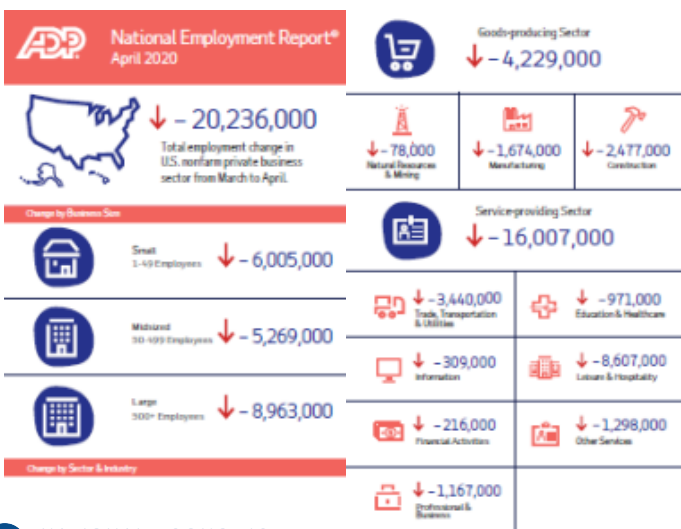 ADP
National Employment Report®
April 2020
- 20,236,000
Total employment change in
U.S. nonfarm private business
sector from March to April.
Change by Business Size
Small
1-49 Employees
- 6,005,000
Midsized
50-499 Employees
- 5,269,000
Large
500+ Employees
- 8,963,000
Change by Sector & Industry
Goods-producing Sector
- 4,229,000
- 78,000
Natural Resources
& Mining
-1,674,000
Manufacturing
-2,477,000
Construction
Service-providing Sector
- 16,007,000
-3,440,000
Trade, Transportation
& Utilities
-971,000
Education & Healthcare
-309,000
Information
-8,607,000
Leisure & Hospitality
-216,000
Financial Activities
-1,298,000
Other Services
-1,167,000
Professional &
Business